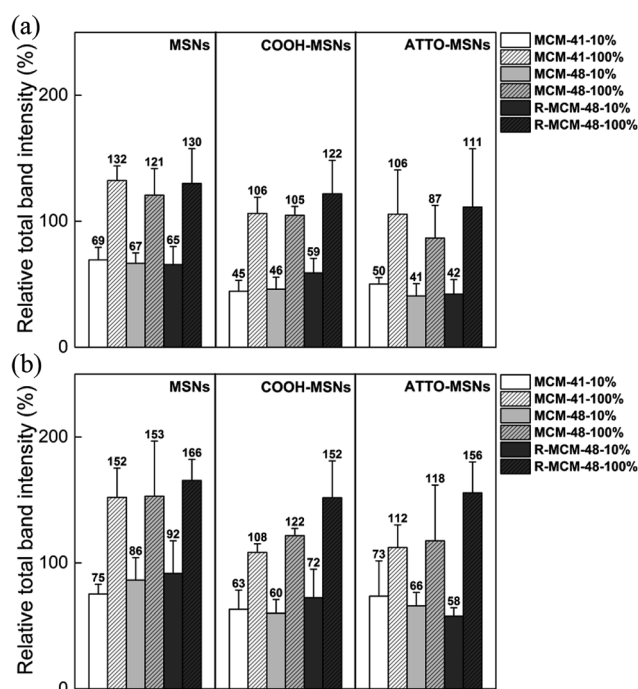 (a)
MSNs
COOH-MSNs
ATTO-MSNs
MCM-41-10%
MCM-41-100%
MCM-48-10%
MCM-48-100%
R-MCM-48-10%
R-MCM-48-100%
Relative total band intensity (%)
200
100
0
69
132
67
121
65
130
45
106
46
105
59
122
50
106
41
87
42
111
(b)
MSNs
COOH-MSNs
ATTO-MSNs
MCM-41-10%
MCM-41-100%
MCM-48-10%
MCM-48-100%
R-MCM-48-10%
R-MCM-48-100%
Relative total band intensity (%)
200
100
0
75
152
86
153
92
166
63
108
60
122
72
152
73
112
66
118
58
156